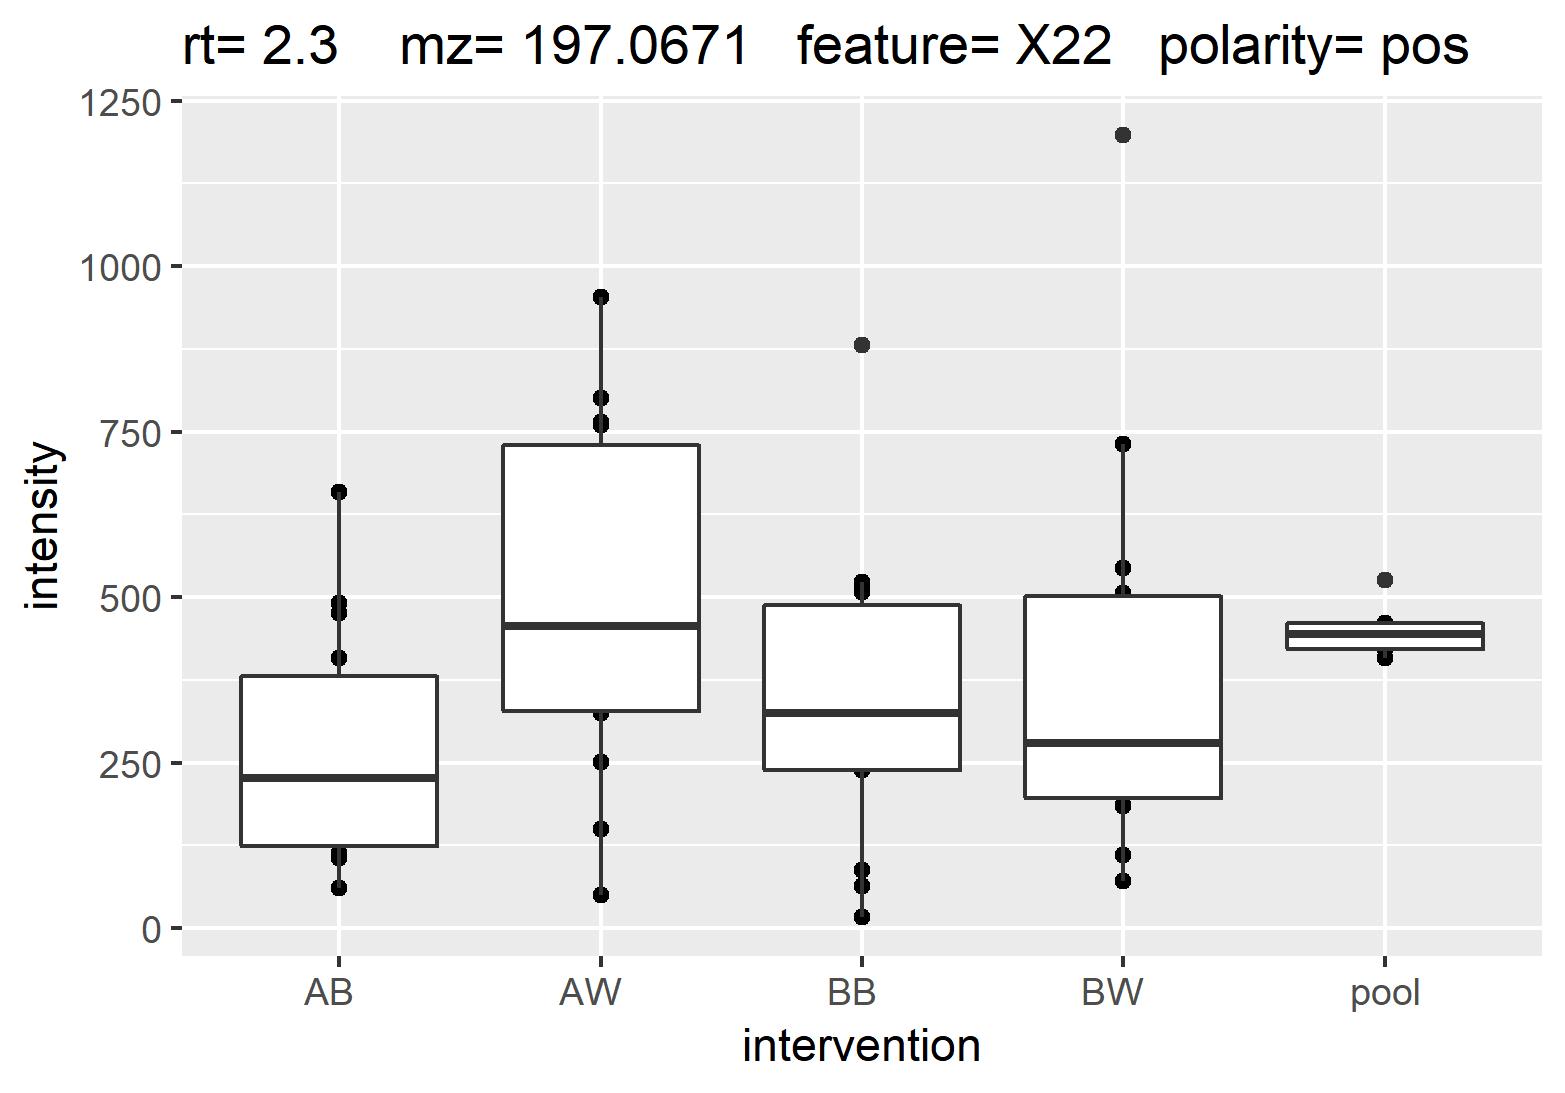 rt= 2.3 mz= 197.0671 feature= X22 polarity= pos
1250
1000
750
500
250
0
intensity
AB AW BB BW pool
intervention